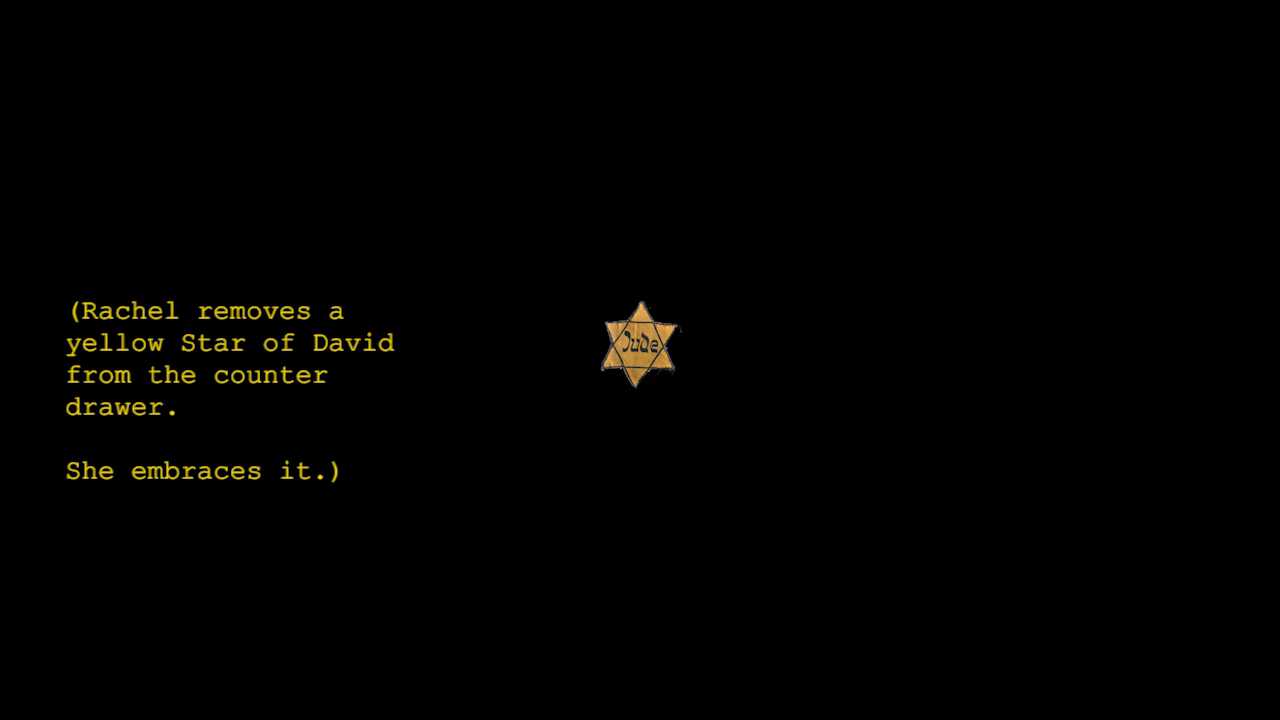 (Rachel removes a
yellow Star of David
from the counter
drawer.
She embraces it.)
Jude